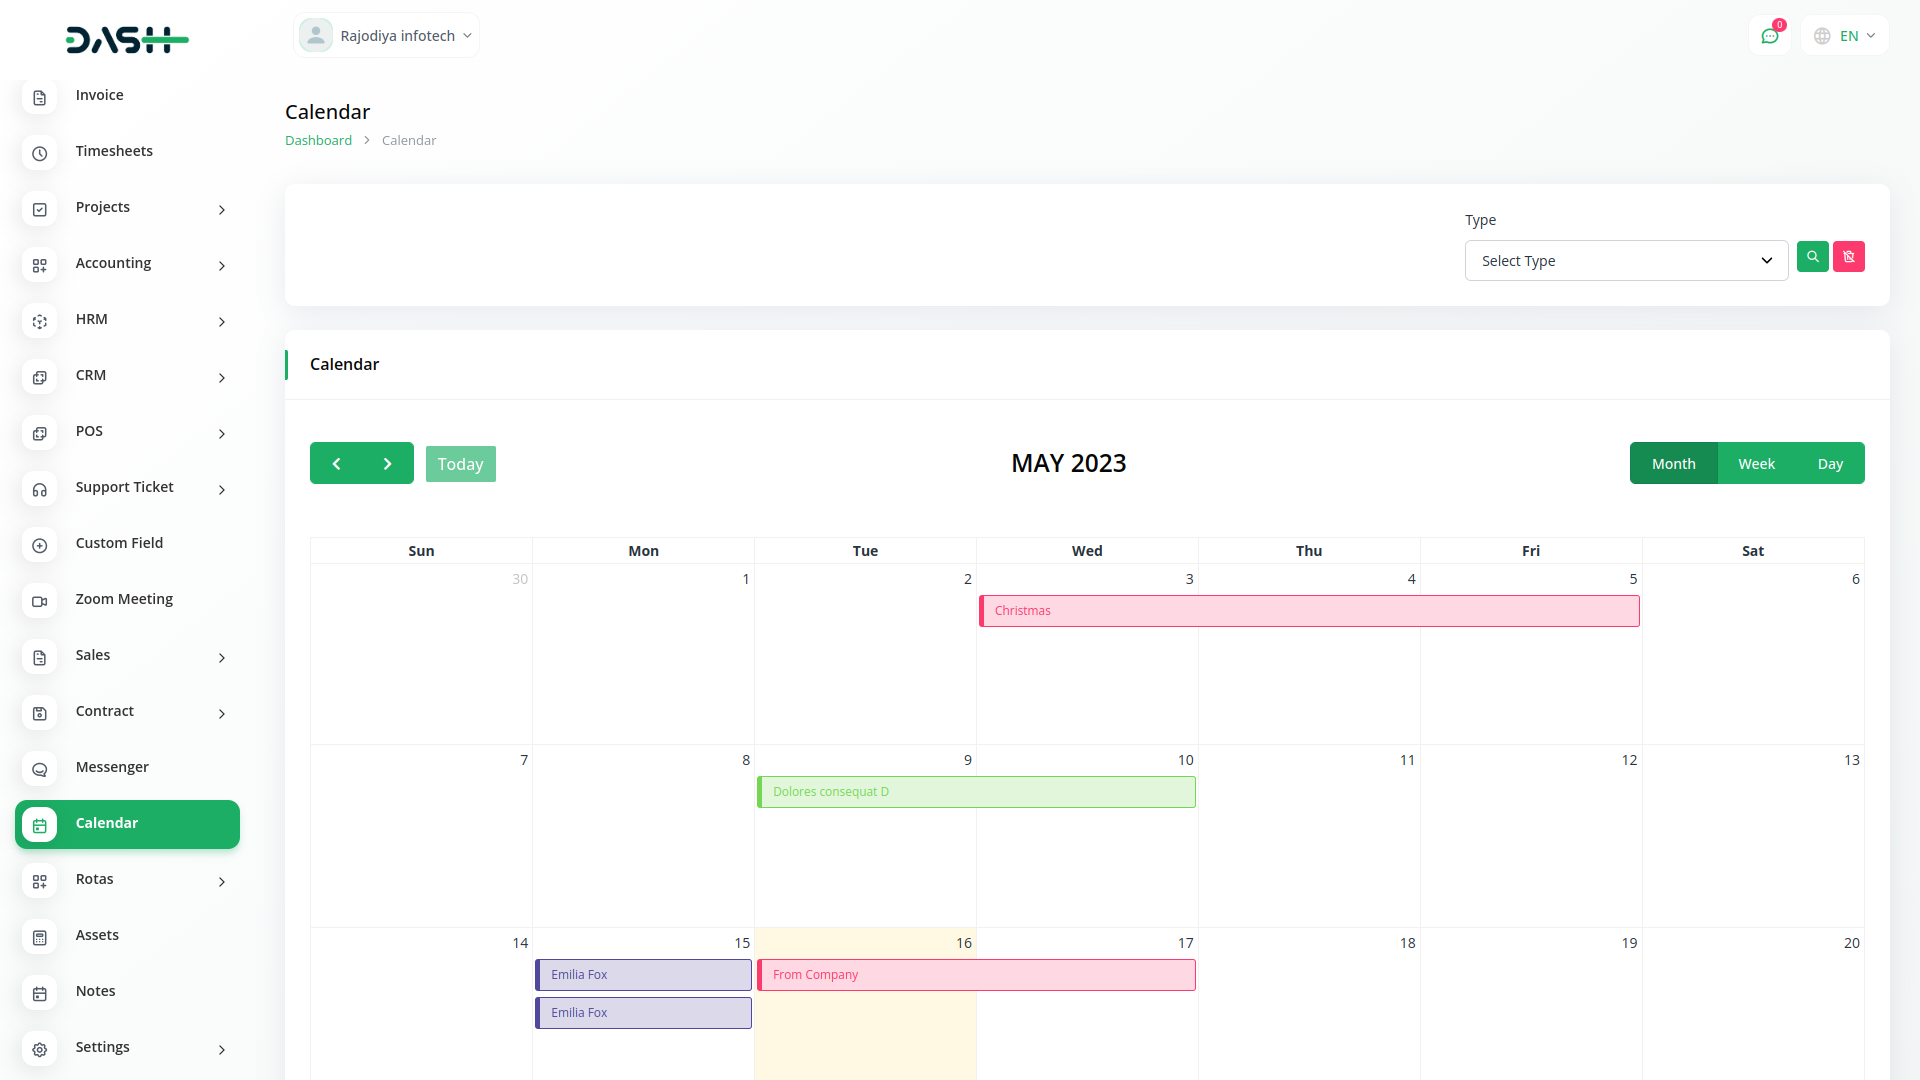 DASH
Rajodiya infotech
0
EN
Invoice
Timesheets
Projects
Accounting
HRM
CRM
POS
Support Ticket
Custom Field
Zoom Meeting
Sales
Contract
Messenger
Calendar
Rotas
Assets
Notes
Settings
Calendar
Dashboard > Calendar
Type
Select Type
Calendar
Today
MAY 2023
Month Week Day
Sun Mon Tue Wed Thu Fri Sat
30 1 2 3 4 5 6
Christmas
7 8 9 10 11 12 13
Dolores consequat D
14 15 16 17 18 19 20
Emilia Fox From Company
Emilia Fox